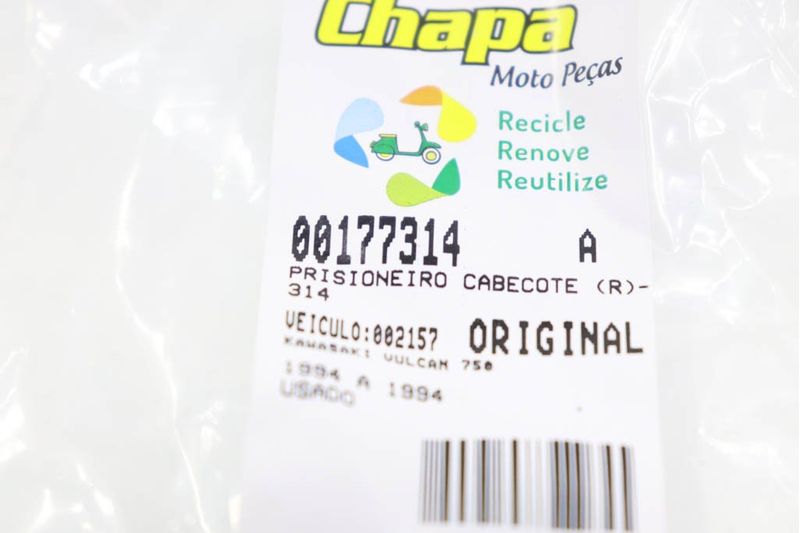 Chapa
Moto Peças
Recicle
Renove
Reutilize
00177314 A
PRISIONEIRO CABECOTE (R)-
314
VEICULO:002157 ORIGINAL
KAWASAKI VULCAN 750
1994 A 1994
USADO